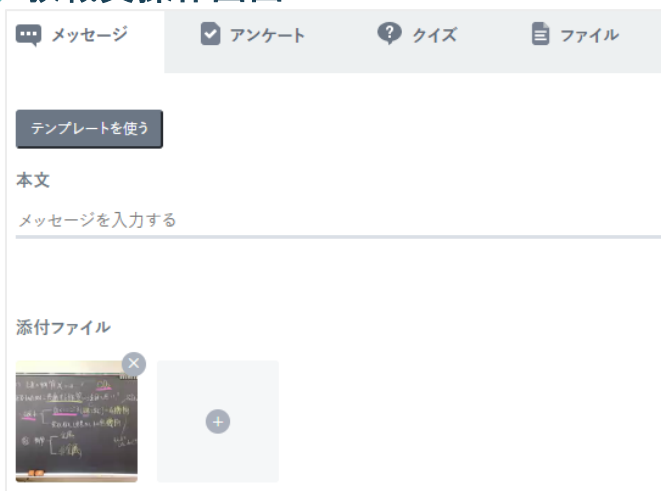 メッセージ
アンケート
クイズ
ファイル
テンプレートを使う
本文
メッセージを入力する
添付ファイル